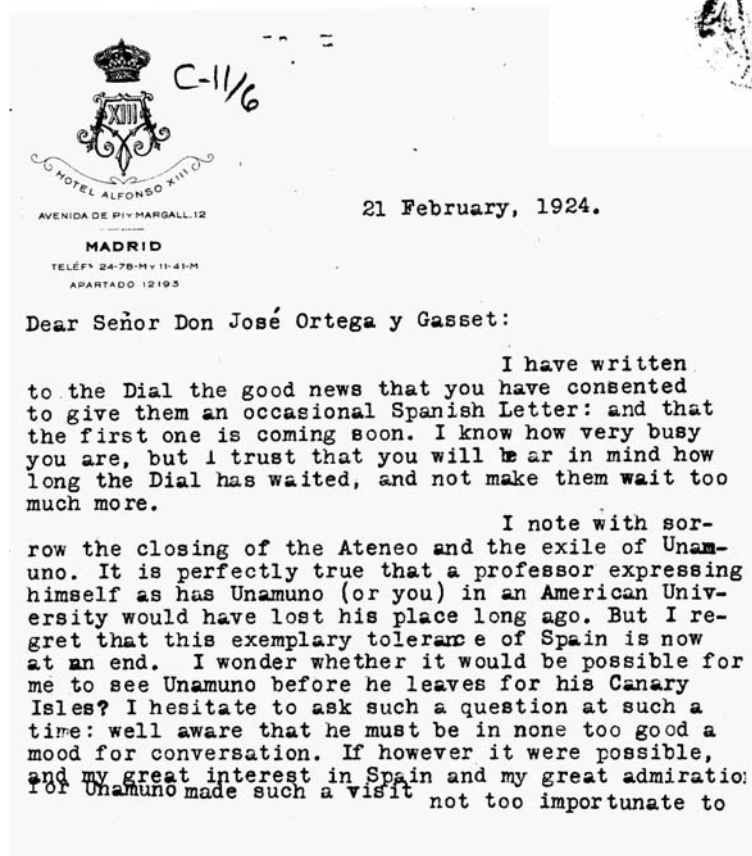 C-11/6
XIII
HOTEL ALFONSO XIII
AVENIDA DE PI Y MARGALL, 12
MADRID
TELÉFS 24-78-M Y 11-41-M
APARTADO 12193
21 February, 1924.
Dear Señor Don José Ortega y Gasset:
I have written
to the Dial the good news that you have consented
to give them an occasional Spanish Letter: and that
the first one is coming soon. I know how very busy
you are, but I trust that you will be ar in mind how
long the Dial has waited, and not make them wait too
much more.
I note with sor-
row the closing of the Ateneo and the exile of Unam-
uno. It is perfectly true that a professor expressing
himself as has Unamuno (or you) in an American Univ-
ersity would have lost his place long ago. But I re-
gret that this exemplary tolerance of Spain is now
at an end. I wonder whether it would be possible for
me to see Unamuno before he leaves for his Canary
Isles? I hesitate to ask such a question at such a
time: well aware that he must be in none too good a
mood for conversation. If however it were possible,
and my great interest in Spain and my great admiration
for Unamuno made such a visit not too importunate to